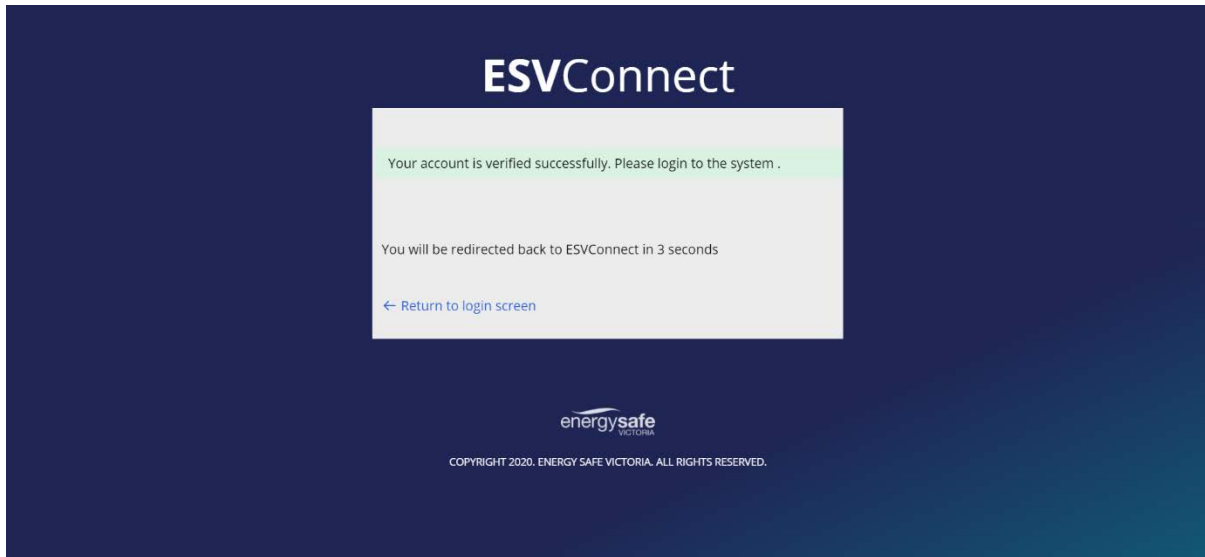 ESVConnect
Your account is verified successfully. Please login to the system .
You will be redirected back to ESVConnect in 3 seconds
← Return to login screen
energysafe
VICTORIA
COPYRIGHT 2020. ENERGY SAFE VICTORIA. ALL RIGHTS RESERVED.